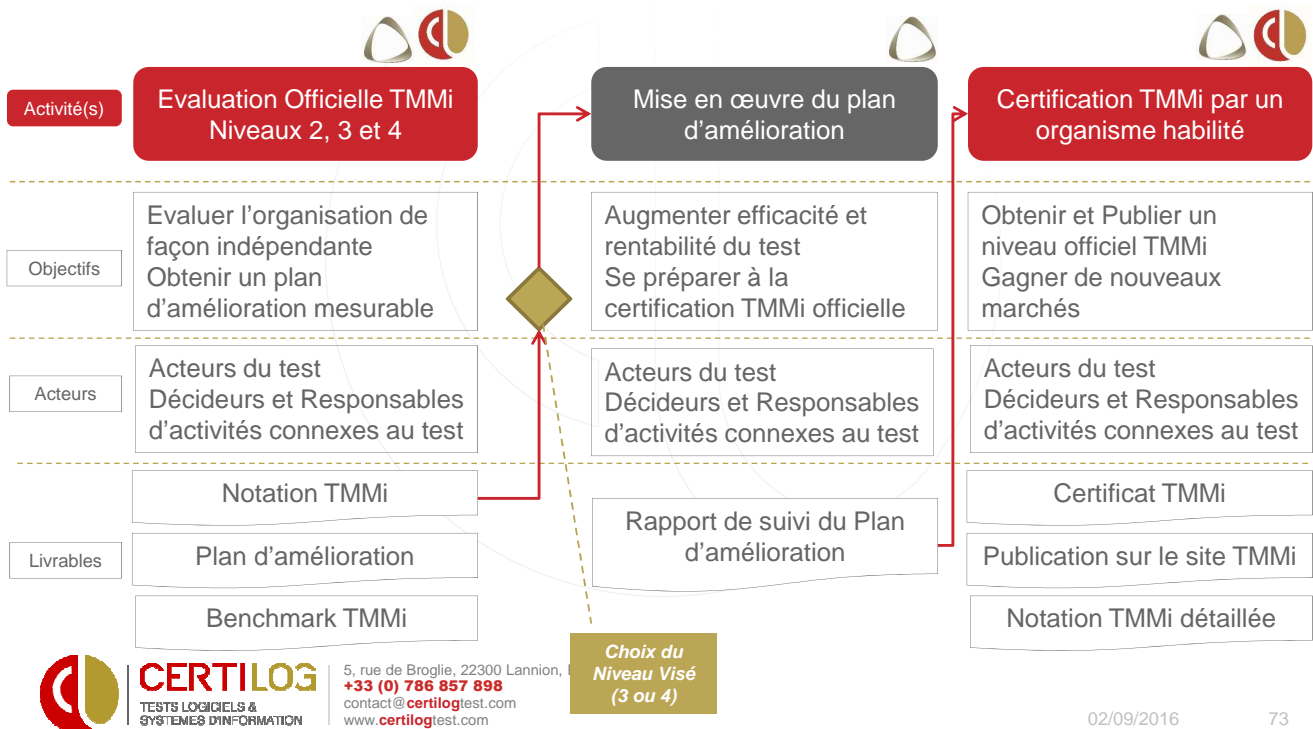 Activité(s)
Evaluation Officielle TMMi
Niveaux 2, 3 et 4
Mise en œuvre du plan
d’amélioration
Certification TMMi par un
organisme habilité
Objectifs
Evaluer l’organisation de
façon indépendante
Obtenir un plan
d’amélioration mesurable
Augmenter efficacité et
rentabilité du test
Se préparer à la
certification TMMi officielle
Obtenir et Publier un
niveau officiel TMMi
Gagner de nouveaux
marchés
Acteurs
Acteurs du test
Décideurs et Responsables
d’activités connexes au test
Acteurs du test
Décideurs et Responsables
d’activités connexes au test
Acteurs du test
Décideurs et Responsables
d’activités connexes au test
Livrables
Notation TMMi
Plan d’amélioration
Benchmark TMMi
Rapport de suivi du Plan
d’amélioration
Certificat TMMi
Publication sur le site TMMi
Notation TMMi détaillée
Choix du
Niveau Visé
(3 ou 4)
CERTILOG
TESTS LOGICIELS &
SYSTEMES D'INFORMATION
5, rue de Broglie, 22300 Lannion,
+33 (0) 786 857 898
contact@certilogtest.com
www.certilogtest.com
02/09/2016
73